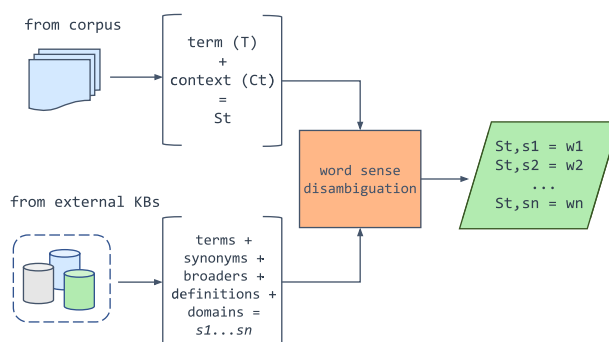 from corpus
term (T)
+
context (Ct)
=
St
word sense
disambiguation
St,s1 = w1
St,s2 = w2
...
St,sn = wn
from external KBs
terms +
synonyms +
broaders +
definitions +
domains =
s1...sn